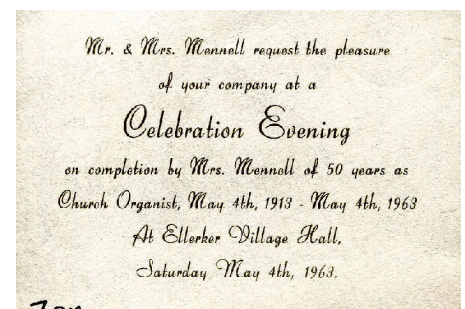 Mr. & Mrs. Mennell request the pleasure
of your company at a
Celebration Evening
on completion by Mrs. Mennell of 50 years as
Church Organist, May 4th, 1913 - May 4th, 1963
At Ellerker Village Hall,
Saturday May 4th, 1963.